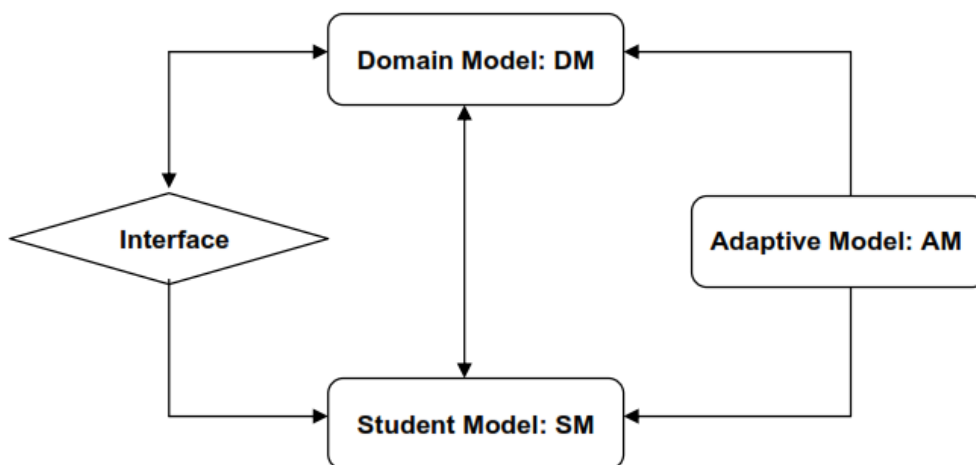 Domain Model: DM
Interface
Adaptive Model: AM
Student Model: SM